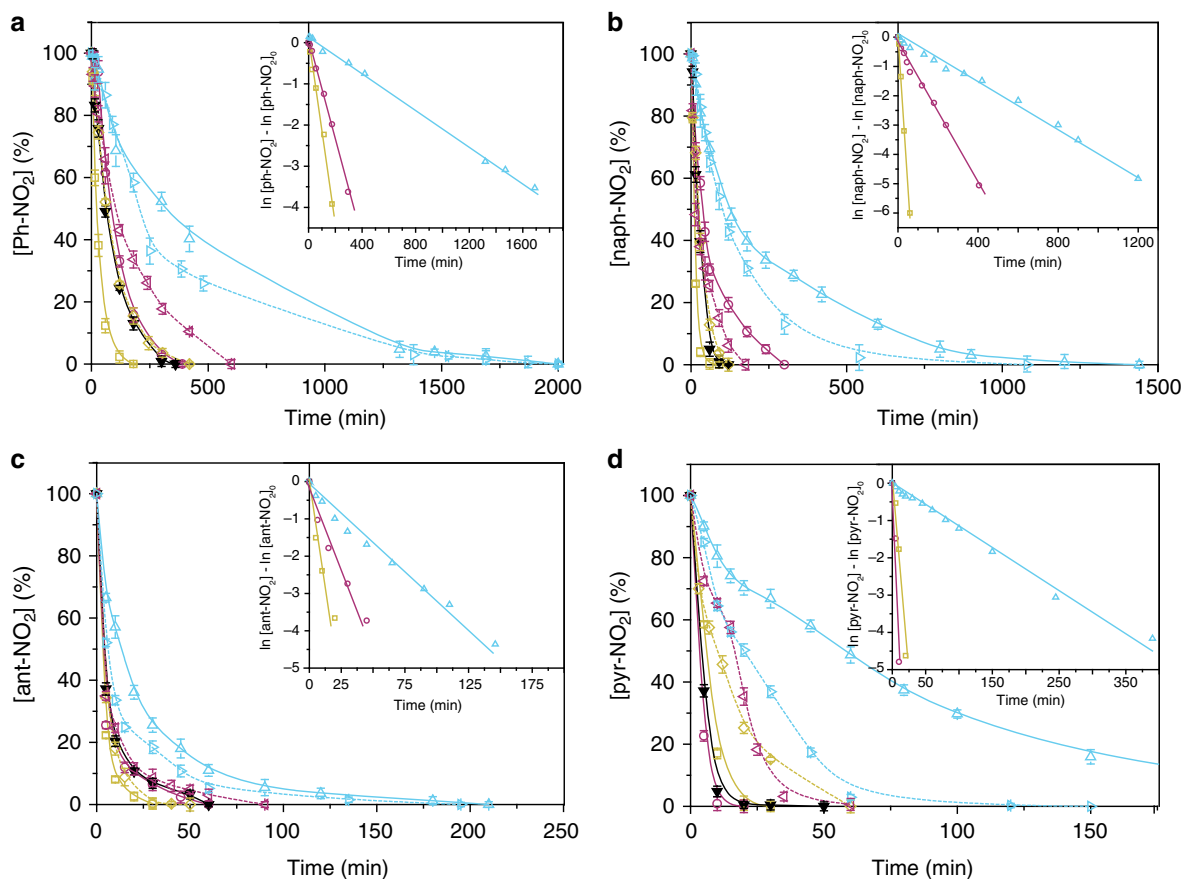 a
[Ph-NO2] (%)
100
80
60
40
20
0
0 500 1000 1500 2000
Time (min)
ln [ph-NO2] - ln [ph-NO2]0
0
–1
–2
–3
–4
0 400 800 1200 1600
Time (min)
b
[naph-NO2] (%)
100
80
60
40
20
0
0 500 1000 1500
Time (min)
ln [naph-NO2] - ln [naph-NO2]0
0
–1
–2
–3
–4
–5
–6
0 400 800 1200
Time (min)
c
[ant-NO2] (%)
100
80
60
40
20
0
0 50 100 150 200 250
Time (min)
ln [ant-NO2] - ln [ant-NO2]0
0
–1
–2
–3
–4
–5
0 25 75 125 175
Time (min)
d
[pyr-NO2] (%)
100
80
60
40
20
0
0 50 100 150
Time (min)
ln [pyr-NO2] - ln [pyr-NO2]0
0
–1
–2
–3
–4
–5
0 50 150 250 350
Time (min)